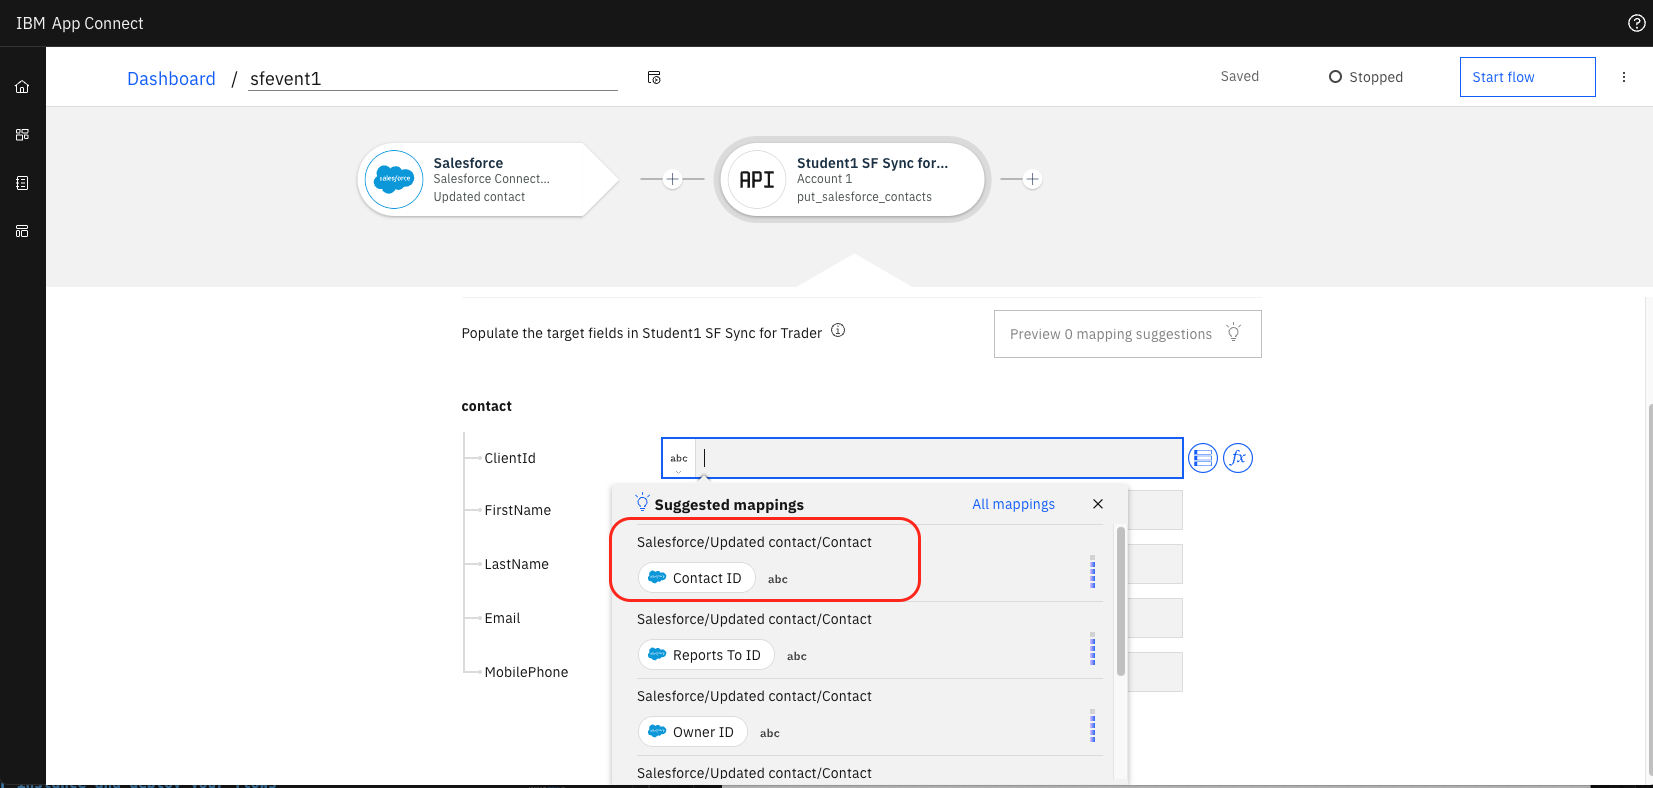 IBM App Connect
Dashboard / sfevent1
Saved
Stopped
Start flow
salesforce
Salesforce
Salesforce Connect...
Updated contact
API
Student1 SF Sync for...
Account 1
put_salesforce_contacts
Populate the target fields in Student1 SF Sync for Trader
Preview 0 mapping suggestions
contact
ClientId
abc
fx
FirstName
LastName
Email
MobilePhone
Suggested mappings
All mappings
Salesforce/Updated contact/Contact
Contact ID abc
Salesforce/Updated contact/Contact
Reports To ID abc
Salesforce/Updated contact/Contact
Owner ID abc
Salesforce/Updated contact/Contact